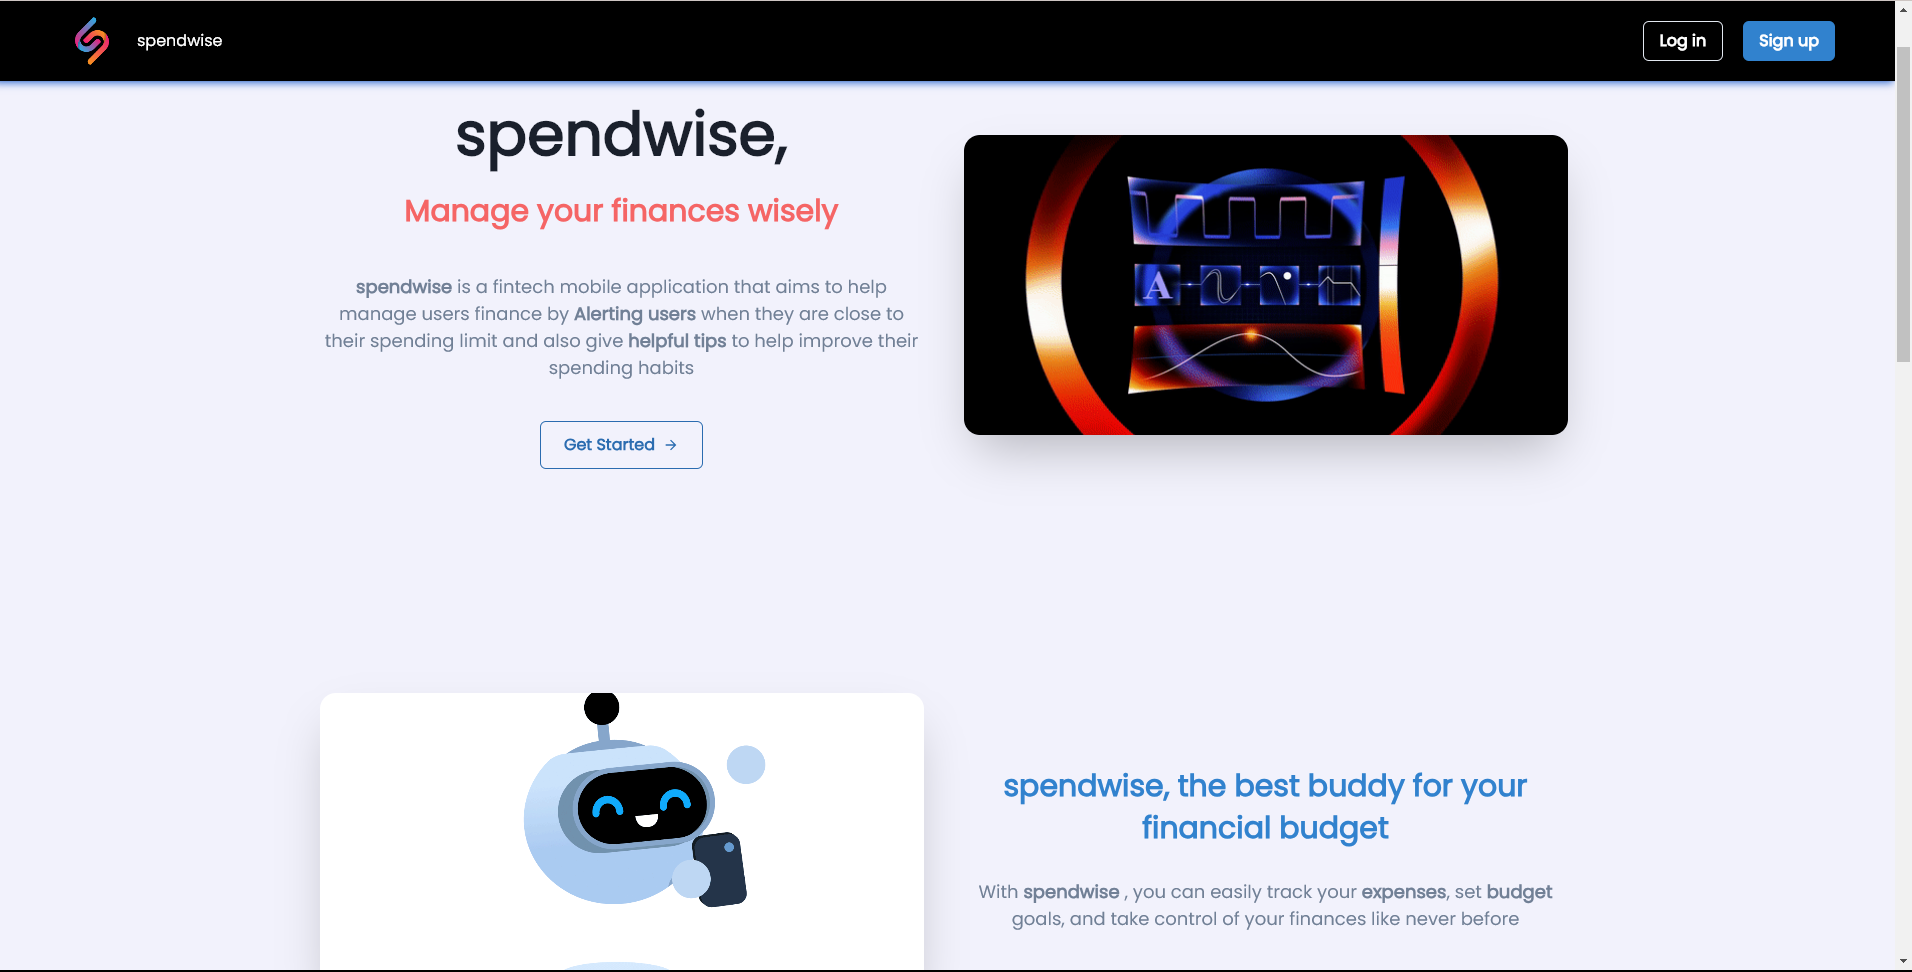 spendwise
Log in
Sign up
spendwise,
Manage your finances wisely
spendwise is a fintech mobile application that aims to help
manage users finance by Alerting users when they are close to
their spending limit and also give helpful tips to help improve their
spending habits
Get Started →
A
spendwise, the best buddy for your
financial budget
With spendwise , you can easily track your expenses, set budget
goals, and take control of your finances like never before